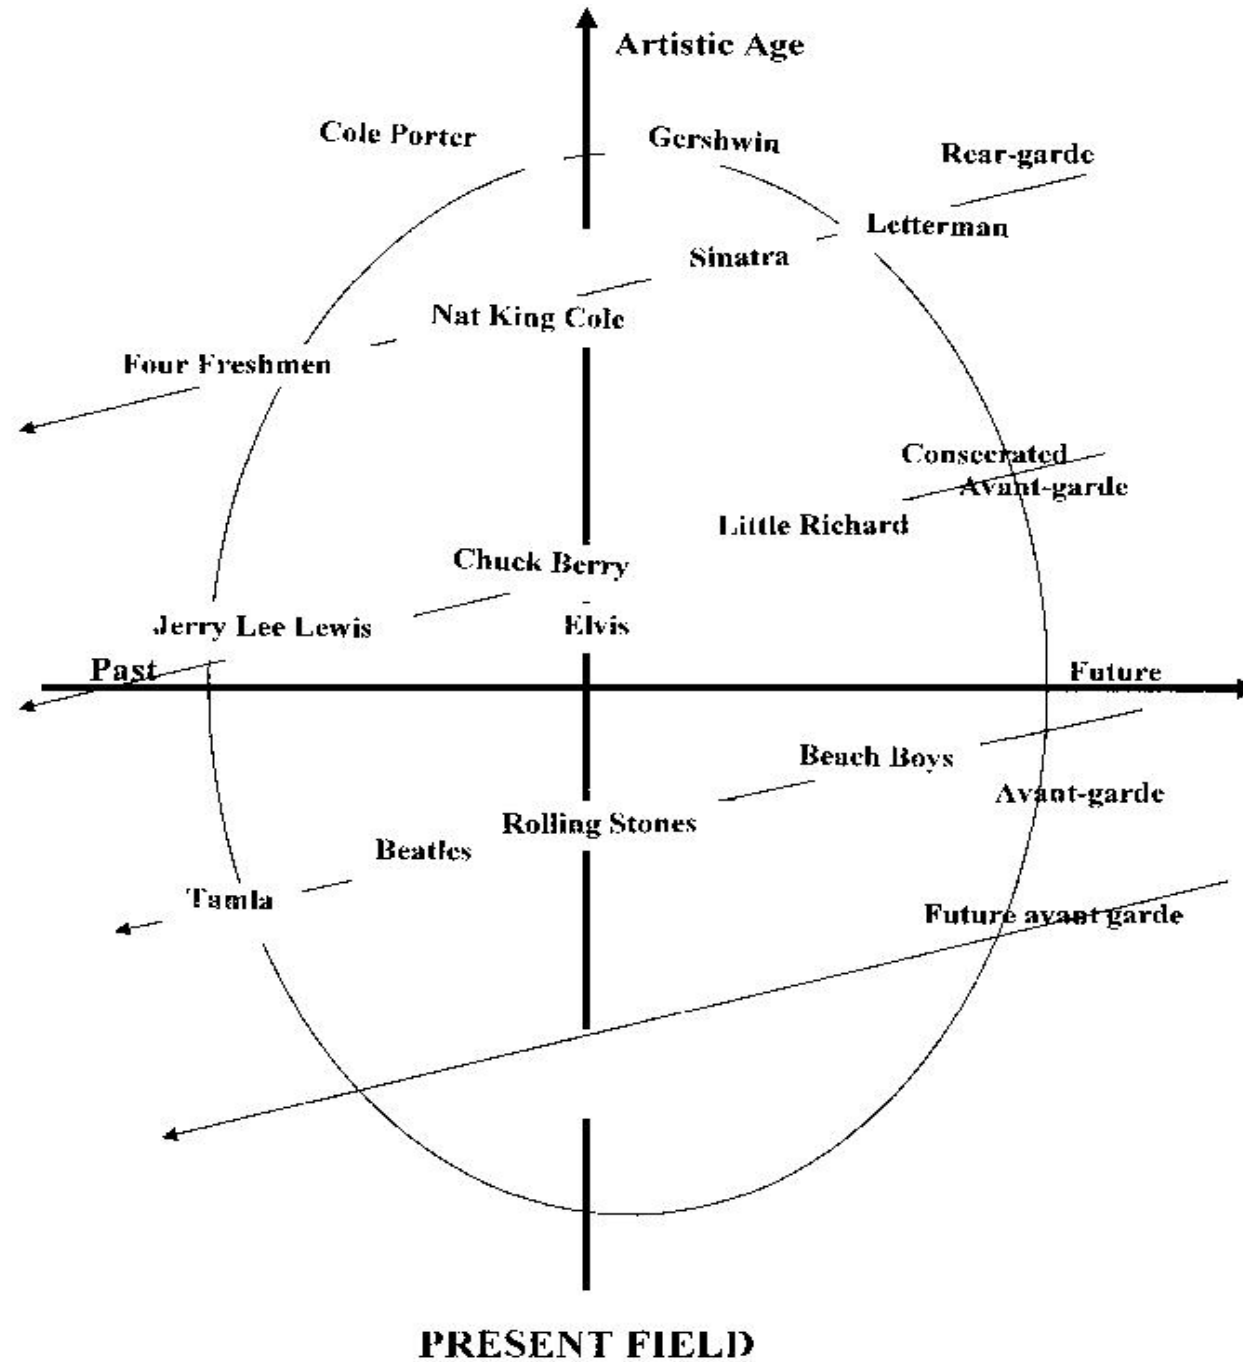 Artistic Age
Cole Porter
Gershwin
Rear-garde
Letterman
Sinatra
Nat King Cole
Four Freshmen
Consecrated
Avant-garde
Little Richard
Chuck Berry
Jerry Lee Lewis
Elvis
Past
Future
Beach Boys
Avant-garde
Rolling Stones
Beatles
Tamla
Future avant garde
PRESENT FIELD